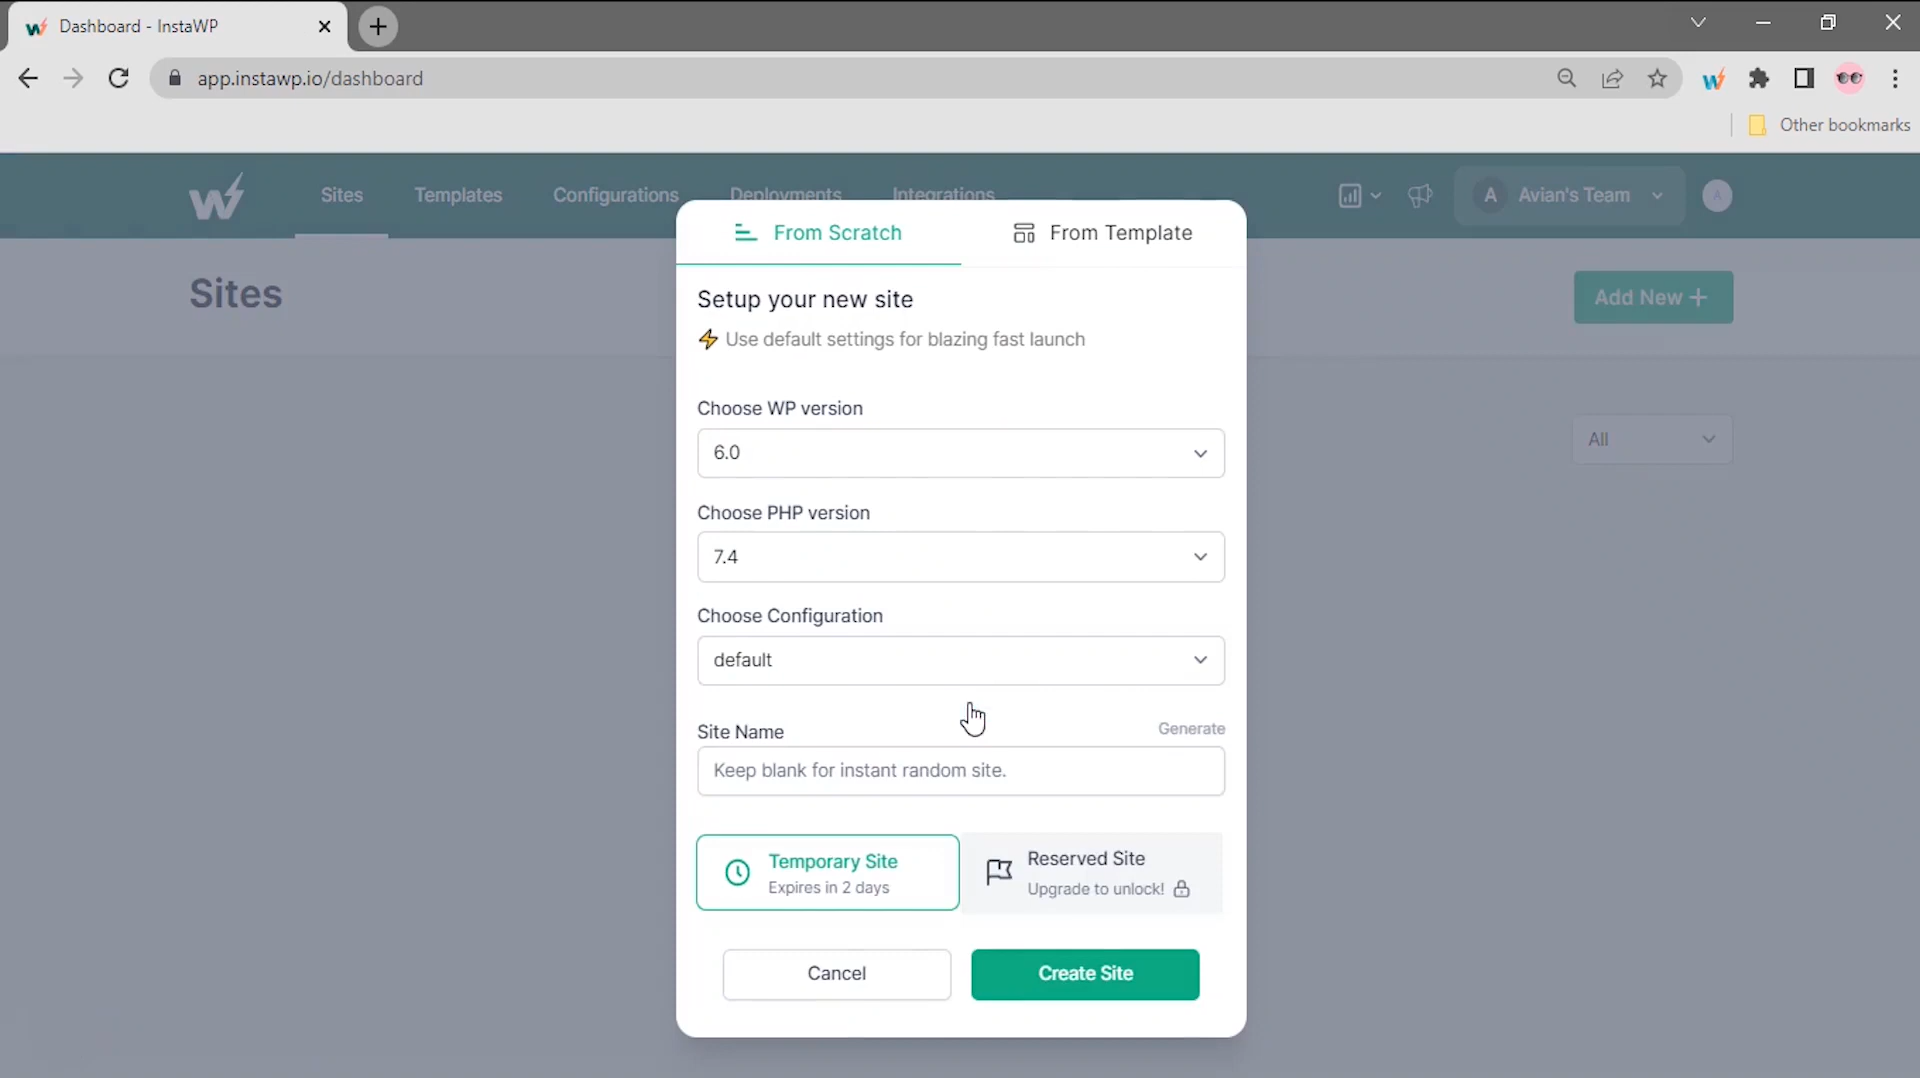 Dashboard - InstaWP
app.instawp.io/dashboard
Other bookmarks
Sites
Templates
Configurations
Deployments
Integrations
A
Avian's Team
A
Sites
Add New +
All
From Scratch
From Template
Setup your new site
⚡ Use default settings for blazing fast launch
Choose WP version
6.0
Choose PHP version
7.4
Choose Configuration
default
Site Name
Generate
Keep blank for instant random site.
Temporary Site
Expires in 2 days
Reserved Site
Upgrade to unlock!
Cancel
Create Site